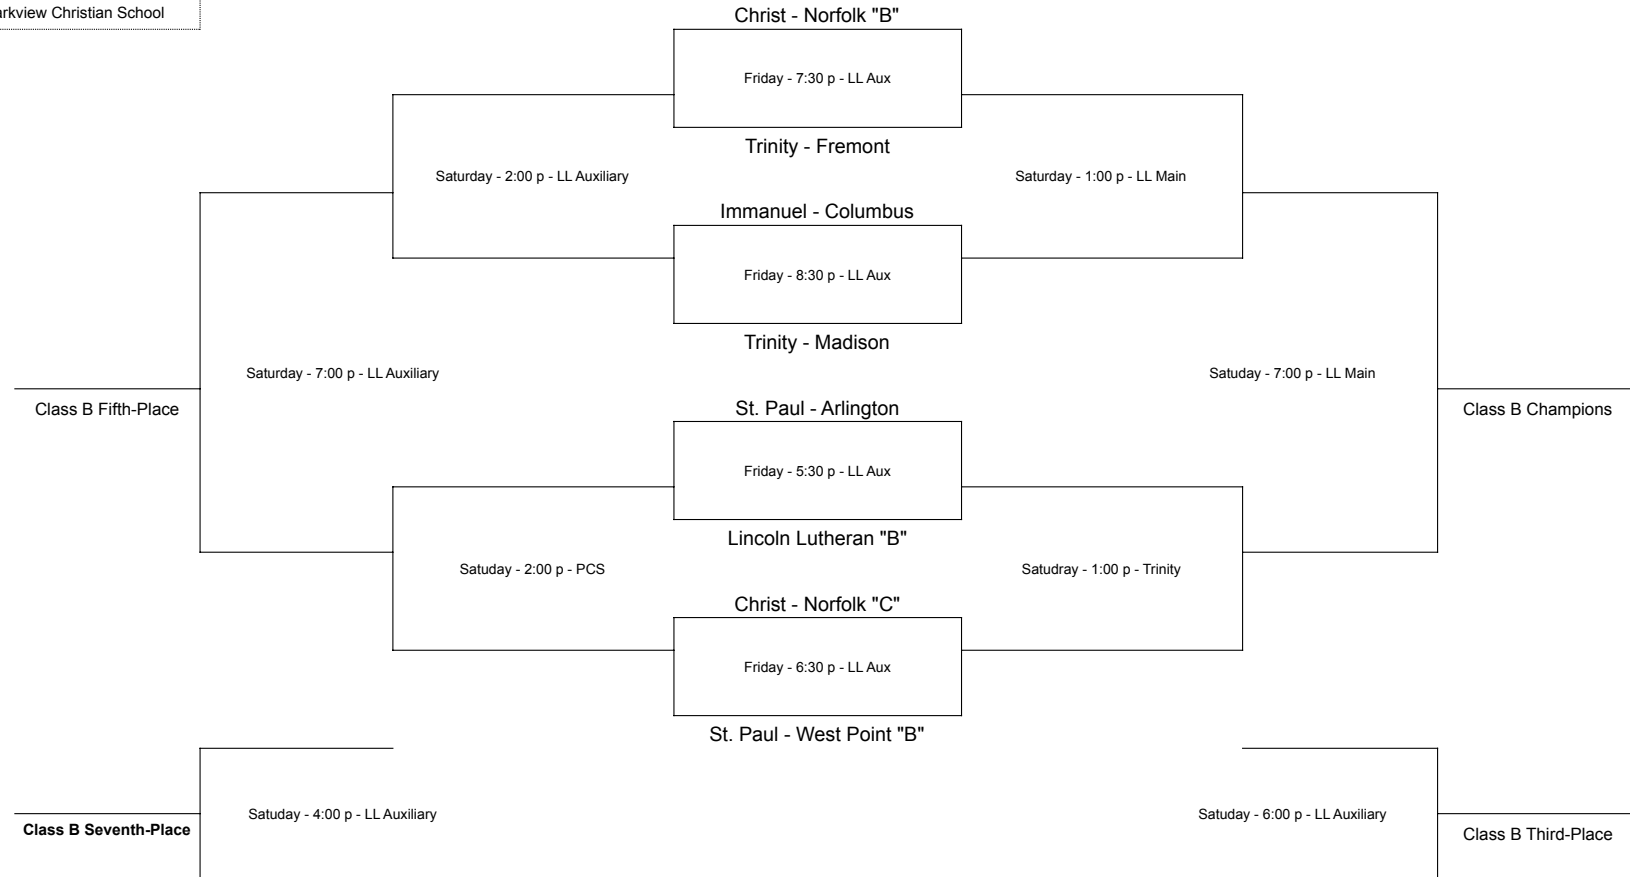 Christian School
Christ - Norfolk "B"
Friday - 7:30 p - LL Aux
Trinity - Fremont
Saturday - 2:00 p - LL Auxiliary
Saturday - 1:00 p - LL Main
Immanuel - Columbus
Friday - 8:30 p - LL Aux
Trinity - Madison
Saturday - 7:00 p - LL Auxiliary
Satuday - 7:00 p - LL Main
Class B Fifth-Place
St. Paul - Arlington
Class B Champions
Friday - 5:30 p - LL Aux
Lincoln Lutheran "B"
Satuday - 2:00 p - PCS
Satudray - 1:00 p - Trinity
Christ - Norfolk "C"
Friday - 6:30 p - LL Aux
St. Paul - West Point "B"
Satuday - 4:00 p - LL Auxiliary
Satuday - 6:00 p - LL Auxiliary
Class B Seventh-Place
Class B Third-Place